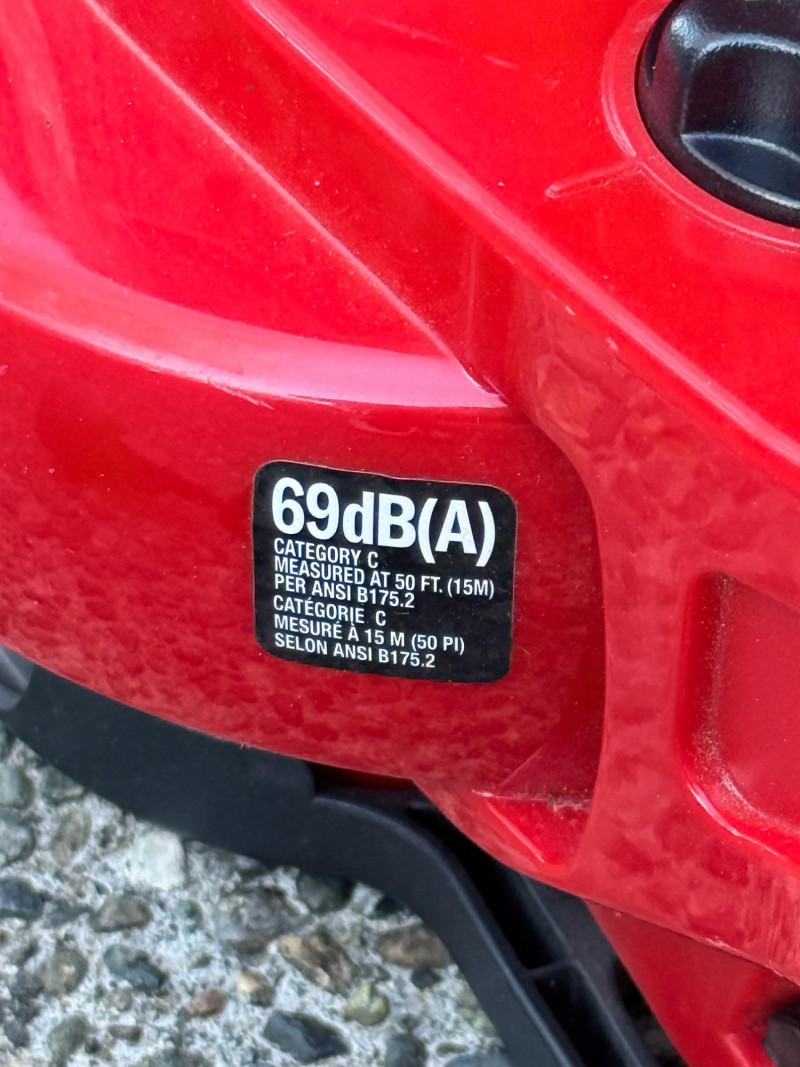 69dB(A)
CATEGORY C
MEASURED AT 50 FT. (15M)
PER ANSI B175.2
CATÉGORIE C
MESURÉ À 15 M (50 PI)
SELON ANSI B175.2